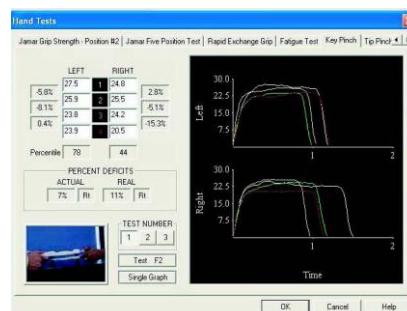 Hand Tests
Jamar Grip Strength - Position #2 | Jamar Five Position Test | Rapid Exchange Grip | Fatigue Test | Key Pinch | Tip Pinch
LEFT RIGHT
27.5 1 24.8
-5.8% 2.8%
25.9 2 25.5
-8.1% -5.1%
23.8 3 24.2
0.4% -15.3%
23.9 20.5
Percentile 78 44
PERCENT DEFICITS
ACTUAL REAL
7% Rt 11% Rt
TEST NUMBER
1 2 3
Test F2
Single Graph
30.0
22.5
15.0
7.5
Left
1 2
30.0
22.5
15.0
7.5
Right
1 2
Time
OK Cancel Help